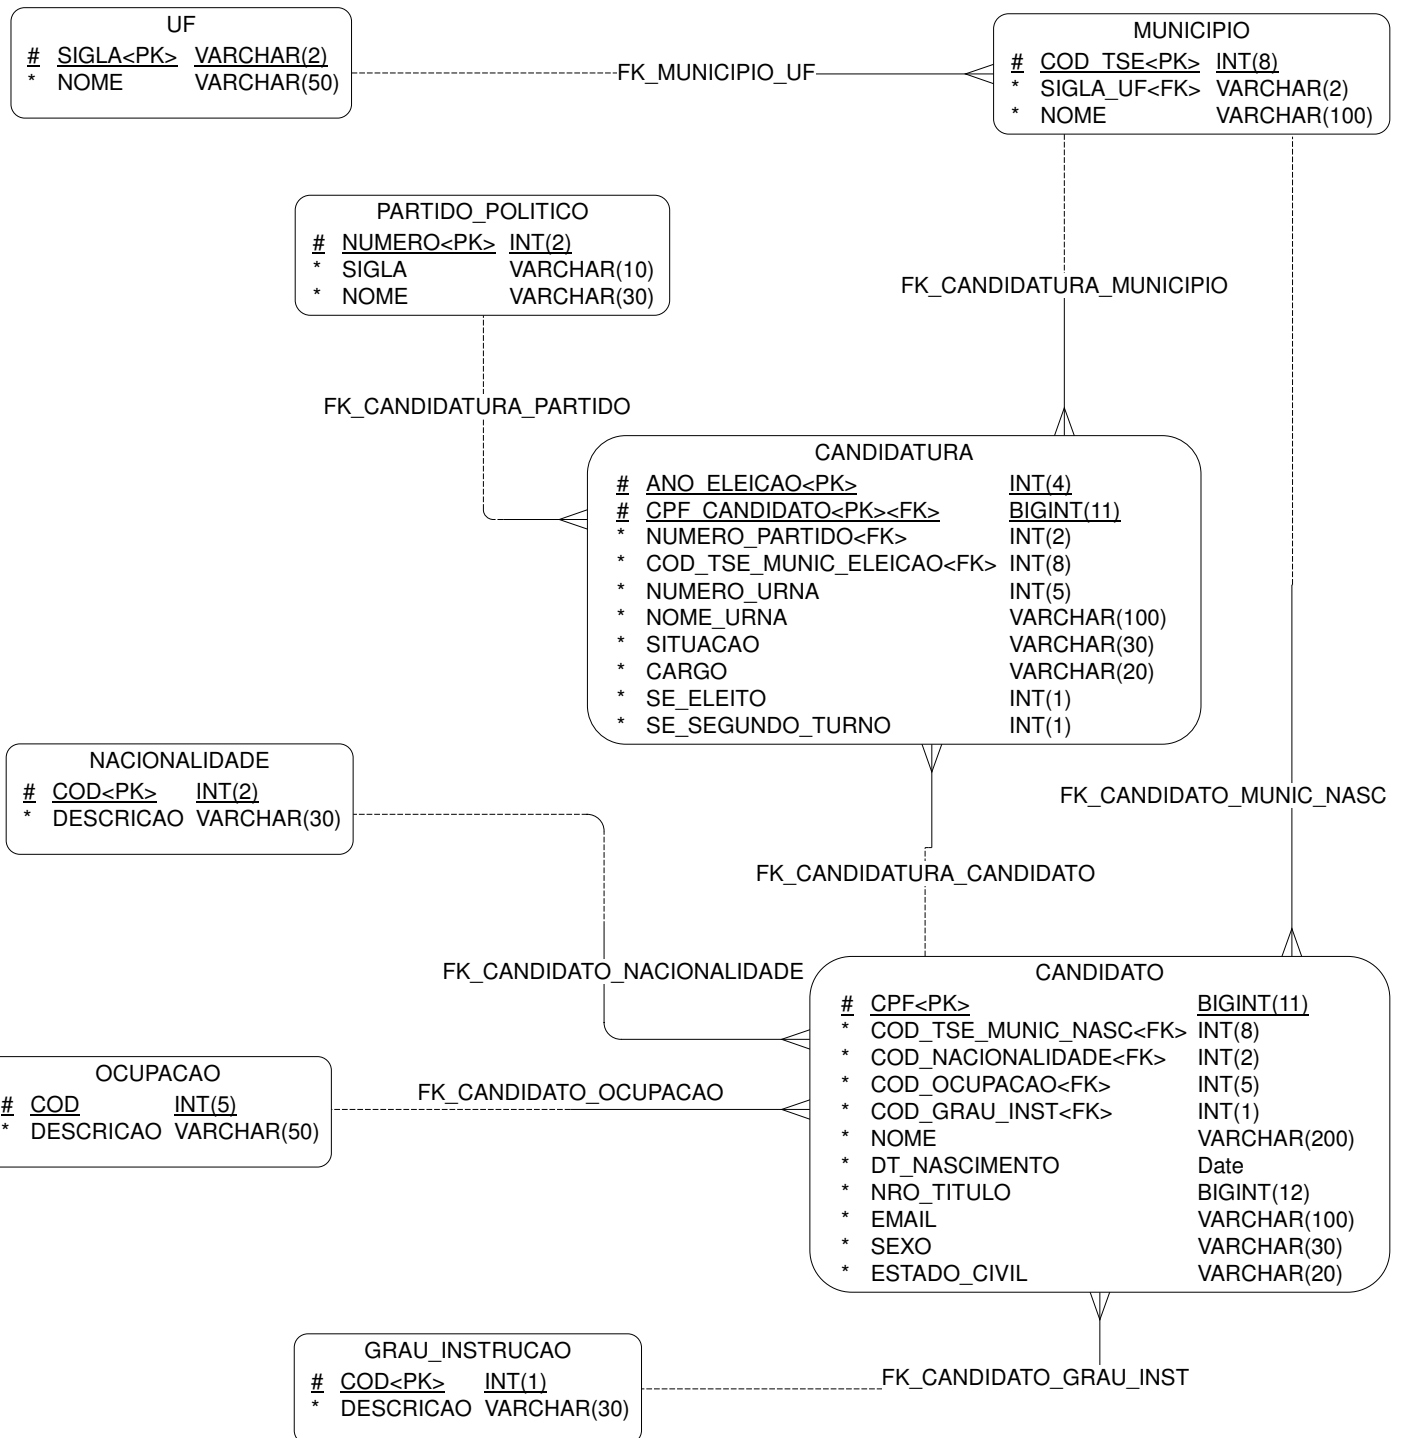 UF
# SIGLA<PK> VARCHAR(2)
* NOME VARCHAR(50)
FK_MUNICIPIO_UF
MUNICIPIO
# COD_TSE<PK> INT(8)
* SIGLA_UF<FK> VARCHAR(2)
* NOME VARCHAR(100)
PARTIDO_POLITICO
# NUMERO<PK> INT(2)
* SIGLA VARCHAR(10)
* NOME VARCHAR(30)
FK_CANDIDATURA_MUNICIPIO
FK_CANDIDATURA_PARTIDO
CANDIDATURA
# ANO_ELEICAO<PK> INT(4)
# CPF_CANDIDATO<PK><FK> BIGINT(11)
* NUMERO_PARTIDO<FK> INT(2)
* COD_TSE_MUNIC_ELEICAO<FK> INT(8)
* NUMERO_URNA INT(5)
* NOME_URNA VARCHAR(100)
* SITUACAO VARCHAR(30)
* CARGO VARCHAR(20)
* SE_ELEITO INT(1)
* SE_SEGUNDO_TURNO INT(1)
NACIONALIDADE
# COD<PK> INT(2)
* DESCRICAO VARCHAR(30)
FK_CANDIDATO_MUNIC_NASC
FK_CANDIDATURA_CANDIDATO
FK_CANDIDATO_NACIONALIDADE
CANDIDATO
# CPF<PK> BIGINT(11)
* COD_TSE_MUNIC_NASC<FK> INT(8)
* COD_NACIONALIDADE<FK> INT(2)
* COD_OCUPACAO<FK> INT(5)
* COD_GRAU_INST<FK> INT(1)
* NOME VARCHAR(200)
* DT_NASCIMENTO Date
* NRO_TITULO BIGINT(12)
* EMAIL VARCHAR(100)
* SEXO VARCHAR(30)
* ESTADO_CIVIL VARCHAR(20)
OCUPACAO
# COD INT(5)
* DESCRICAO VARCHAR(50)
FK_CANDIDATO_OCUPACAO
GRAU_INSTRUCAO
# COD<PK> INT(1)
* DESCRICAO VARCHAR(30)
FK_CANDIDATO_GRAU_INST